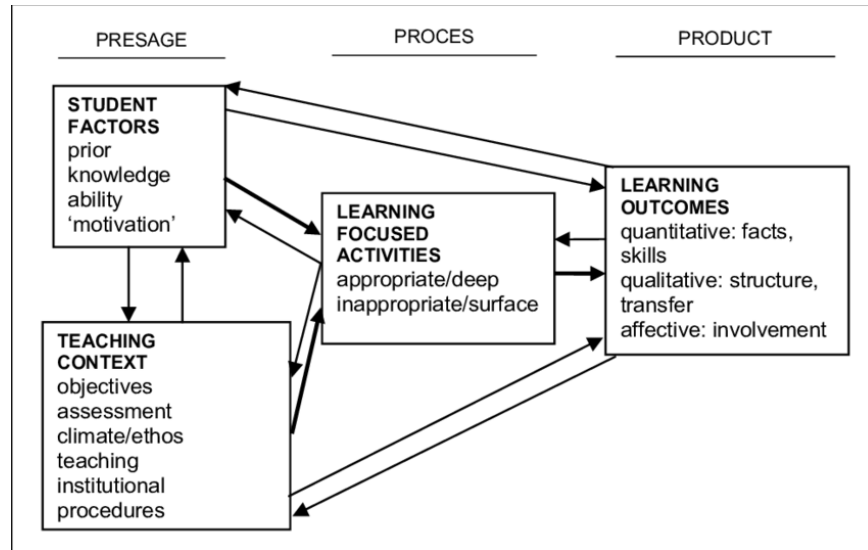 PRESAGE
PROCES
PRODUCT
STUDENT
FACTORS
prior
knowledge
ability
‘motivation’
LEARNING
FOCUSED
ACTIVITIES
appropriate/deep
inappropriate/surface
LEARNING
OUTCOMES
quantitative: facts,
skills
qualitative: structure,
transfer
affective: involvement
TEACHING
CONTEXT
objectives
assessment
climate/ethos
teaching
institutional
procedures